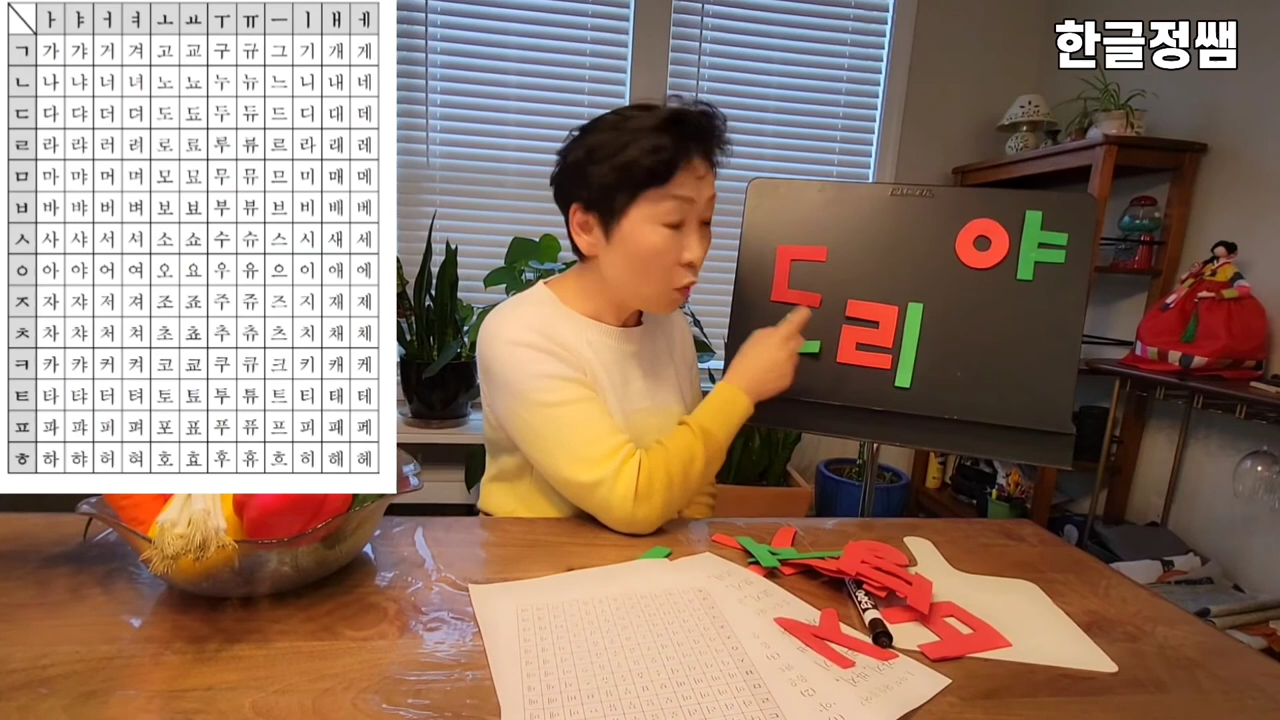 ㅏ ㅑ ㅓ ㅕ ㅗ ㅛ ㅜ ㅠ ㅡ ㅣ ㅐ ㅔ
ㄱ 가 갸 거 겨 고 교 구 규 그 기 개 게
ㄴ 나 냐 너 녀 노 뇨 누 뉴 느 니 내 네
ㄷ 다 댜 더 뎌 도 됴 두 듀 드 디 대 데
ㄹ 라 랴 러 려 로 료 루 류 르 리 래 레
ㅁ 마 먀 머 며 모 묘 무 뮤 므 미 매 메
ㅂ 바 뱌 버 벼 보 뵤 부 뷰 브 비 배 베
ㅅ 사 샤 서 셔 소 쇼 수 슈 스 시 새 세
ㅇ 아 야 어 여 오 요 우 유 으 이 애 에
ㅈ 자 쟈 저 져 조 죠 주 쥬 즈 지 재 제
ㅊ 차 챠 처 쳐 초 쵸 추 츄 츠 치 채 체
ㅋ 카 캬 커 켜 코 쿄 쿠 큐 크 키 캐 케
ㅌ 타 탸 터 텨 토 툐 투 튜 트 티 태 테
ㅍ 파 퍄 퍼 펴 포 표 푸 퓨 프 피 패 페
ㅎ 하 햐 허 혀 호 효 후 휴 흐 히 해 헤
한글정쌤
야
리